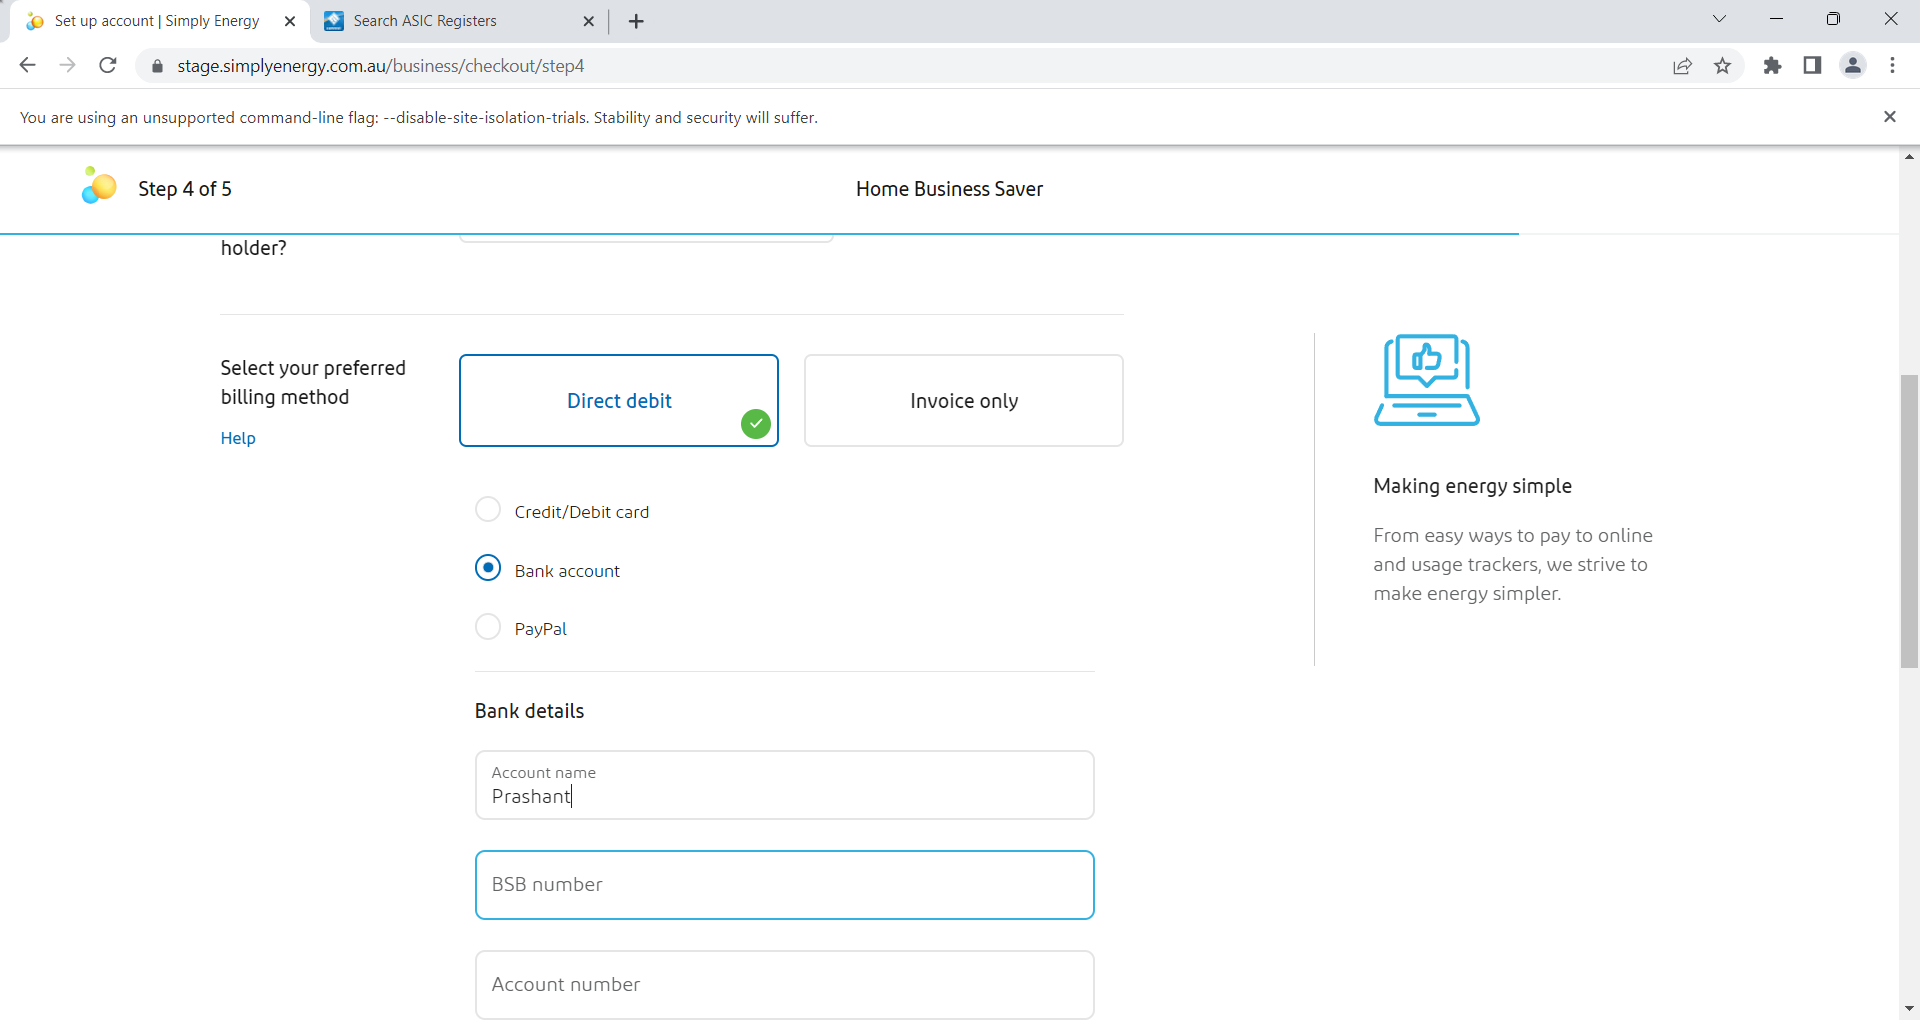 Set up account | Simply Energy
Search ASIC Registers
stage.simplyenergy.com.au/business/checkout/step4
You are using an unsupported command-line flag: --disable-site-isolation-trials. Stability and security will suffer.
Step 4 of 5
Home Business Saver
holder?
Select your preferred
billing method
Help
Direct debit
Invoice only
Credit/Debit card
Bank account
PayPal
Bank details
Account name
Prashant
BSB number
Account number
Making energy simple
From easy ways to pay to online
and usage trackers, we strive to
make energy simpler.